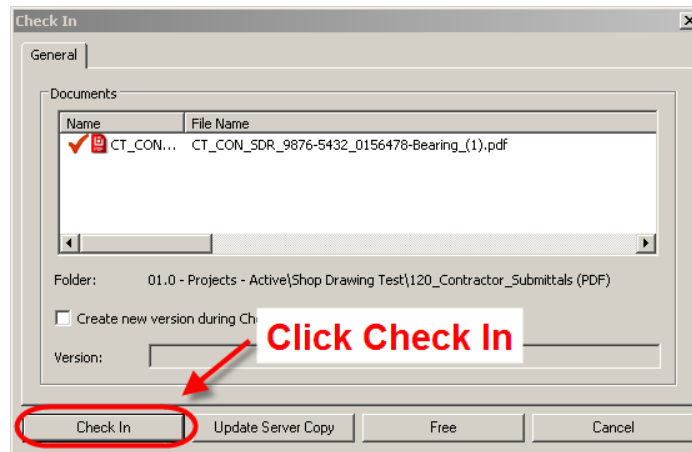 Check In
General
Documents
Name File Name
CT_CON... CT_CON_SDR_9876-5432_0156478-Bearing_(1).pdf
Folder: 01.0 - Projects - Active\Shop Drawing Test\120_Contractor_Submittals (PDF)
Create new version during Ch
Click Check In
Version:
Check In Update Server Copy Free Cancel